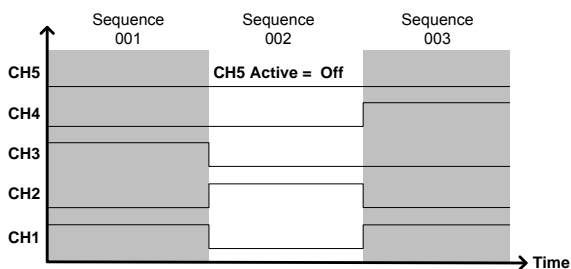 Sequence
001
Sequence
002
Sequence
003
CH5
CH5 Active = Off
CH4
CH3
CH2
CH1
Time